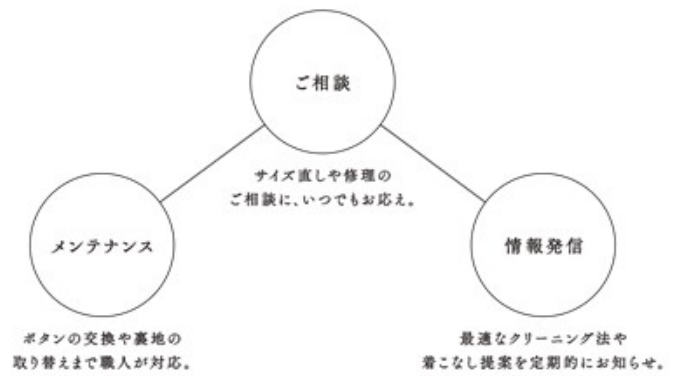 ご相談
サイズ直しや修理の
ご相談に、いつでもお応え。
メンテナンス
ボタンの交換や裏地の
取り替えまで職人が対応。
情報発信
最適なクリーニング法や
着こなし提案を定期的にお知らせ。